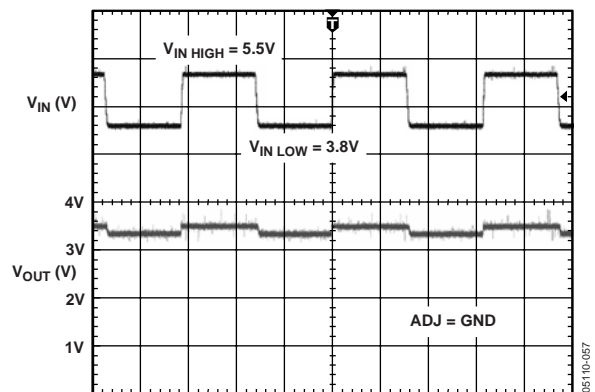 T
V_IN HIGH = 5.5V
V_IN (V)
V_IN LOW = 3.8V
4V
3V
V_OUT (V)
2V
ADJ = GND
1V
05110-057